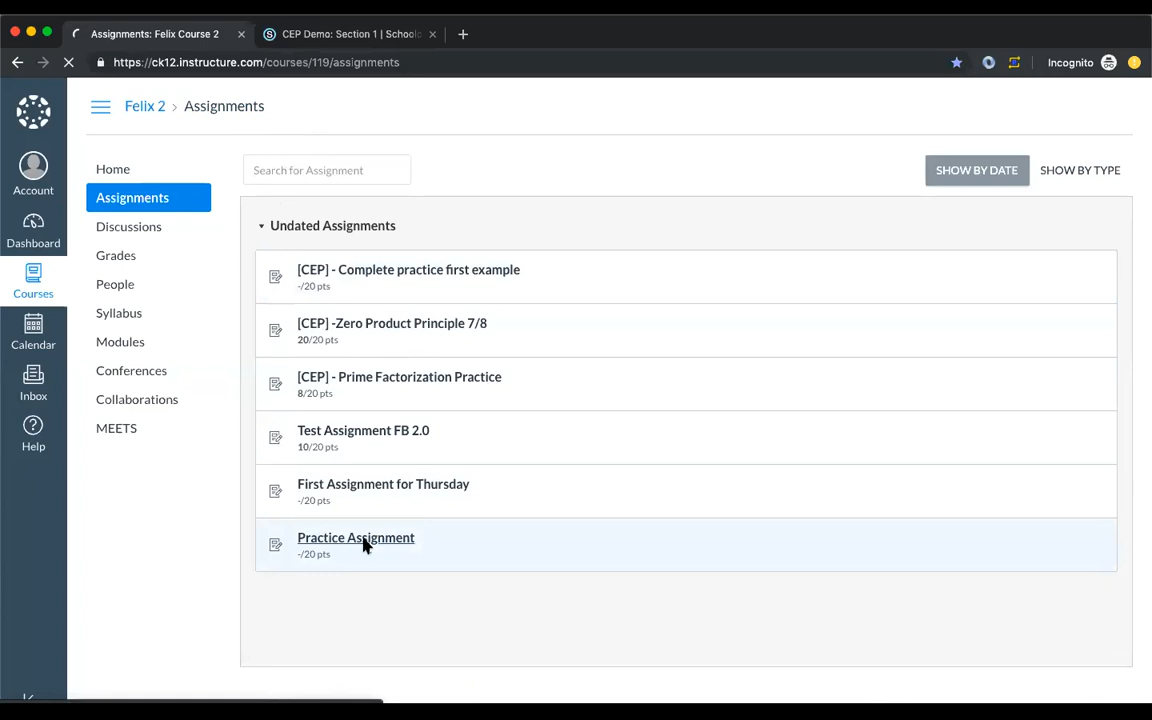 Assignments: Felix Course 2
CEP Demo: Section 1 | Schoolo
https://ck12.instructure.com/courses/119/assignments
Incognito
Felix 2 > Assignments
Account
Dashboard
Courses
Calendar
Inbox
Help
Home
Assignments
Discussions
Grades
People
Syllabus
Modules
Conferences
Collaborations
MEETS
Search for Assignment
SHOW BY DATE
SHOW BY TYPE
Undated Assignments
[CEP] - Complete practice first example
-/20 pts
[CEP] -Zero Product Principle 7/8
20/20 pts
[CEP] - Prime Factorization Practice
8/20 pts
Test Assignment FB 2.0
10/20 pts
First Assignment for Thursday
-/20 pts
Practice Assignment
-/20 pts